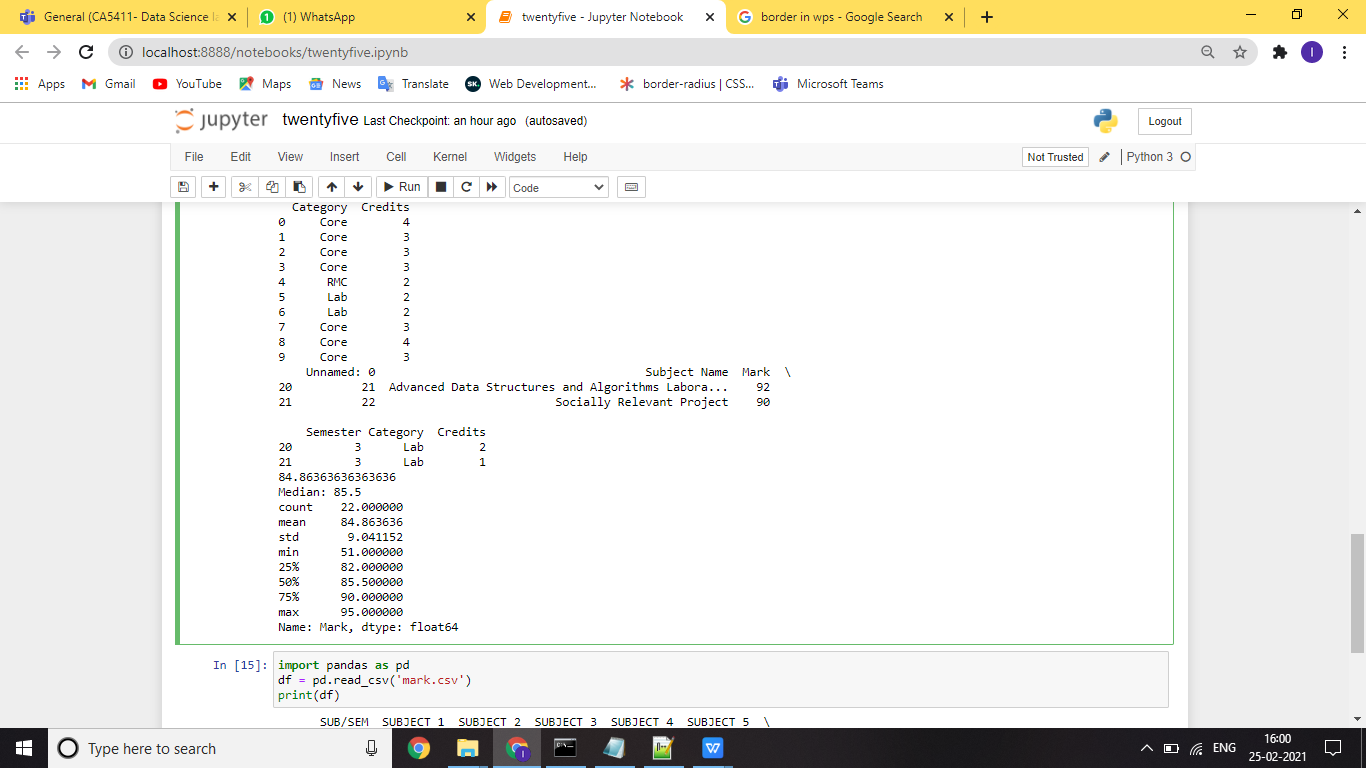 General (CA5411- Data Science la
(1) WhatsApp
twentyfive - Jupyter Notebook
border in wps - Google Search
localhost:8888/notebooks/twentyfive.ipynb
I
Apps Gmail YouTube Maps News Translate SK. Web Development... border-radius | CSS... Microsoft Teams
jupyter twentyfive Last Checkpoint: an hour ago (autosaved)
Logout
File Edit View Insert Cell Kernel Widgets Help
Not Trusted
Python 3
Run
Code
Category Credits
0 Core 4
1 Core 3
2 Core 3
3 Core 3
4 RMC 2
5 Lab 2
6 Lab 2
7 Core 3
8 Core 4
9 Core 3
Unnamed: 0 Subject Name Mark \
20 21 Advanced Data Structures and Algorithms Labora... 92
21 22 Socially Relevant Project 90
Semester Category Credits
20 3 Lab 2
21 3 Lab 1
84.86363636363636
Median: 85.5
count 22.000000
mean 84.863636
std 9.041152
min 51.000000
25% 82.000000
50% 85.500000
75% 90.000000
max 95.000000
Name: Mark, dtype: float64
In [15]: import pandas as pd
df = pd.read_csv('mark.csv')
print(df)
SUB/SEM SUBJECT 1 SUBJECT 2 SUBJECT 3 SUBJECT 4 SUBJECT 5 \
Type here to search
ENG
16:00
25-02-2021